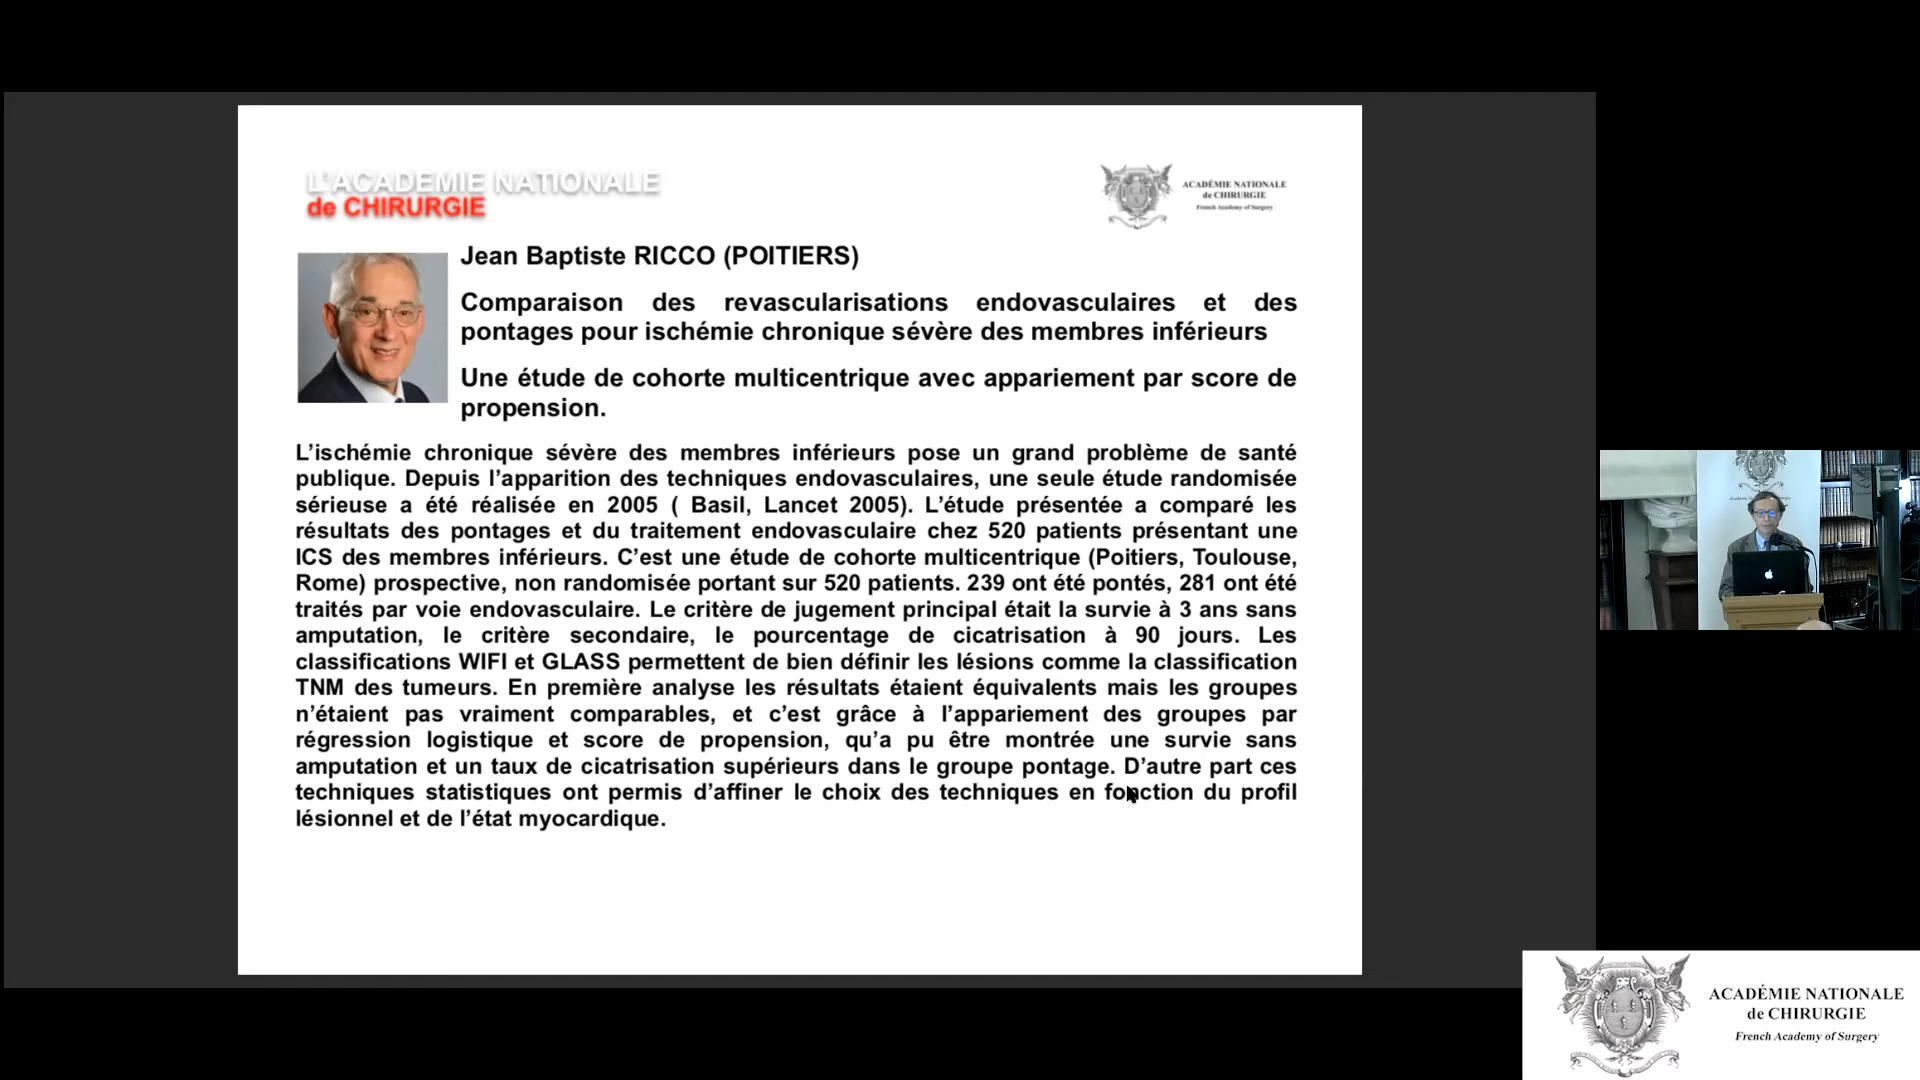 L'ACADEMIE NATIONALE
de CHIRURGIE
ACADÉMIE NATIONALE
de CHIRURGIE
French Academy of Surgery
Jean Baptiste RICCO (POITIERS)
Comparaison des revascularisations endovasculaires et des
pontages pour ischémie chronique sévère des membres inférieurs
Une étude de cohorte multicentrique avec appariement par score de
propension.
L'ischémie chronique sévère des membres inférieurs pose un grand problème de santé
publique. Depuis l'apparition des techniques endovasculaires, une seule étude randomisée
sérieuse a été réalisée en 2005 ( Basil, Lancet 2005). L'étude présentée a comparé les
résultats des pontages et du traitement endovasculaire chez 520 patients présentant une
ICS des membres inférieurs. C'est une étude de cohorte multicentrique (Poitiers, Toulouse,
Rome) prospective, non randomisée portant sur 520 patients. 239 ont été pontés, 281 ont été
traités par voie endovasculaire. Le critère de jugement principal était la survie à 3 ans sans
amputation, le critère secondaire, le pourcentage de cicatrisation à 90 jours. Les
classifications WIFI et GLASS permettent de bien définir les lésions comme la classification
TNM des tumeurs. En première analyse les résultats étaient équivalents mais les groupes
n'étaient pas vraiment comparables, et c'est grâce à l'appariement des groupes par
régression logistique et score de propension, qu'a pu être montrée une survie sans
amputation et un taux de cicatrisation supérieurs dans le groupe pontage. D'autre part ces
techniques statistiques ont permis d'affiner le choix des techniques en fonction du profil
lésionnel et de l'état myocardique.
ACADÉMIE NATIONALE
de CHIRURGIE
French Academy of Surgery